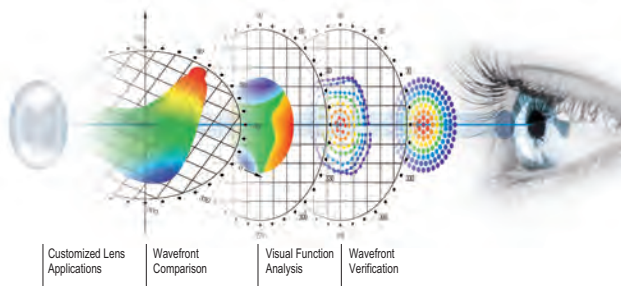 Customized Lens
Applications
Wavefront
Comparison
Visual Function
Analysis
Wavefront
Verification